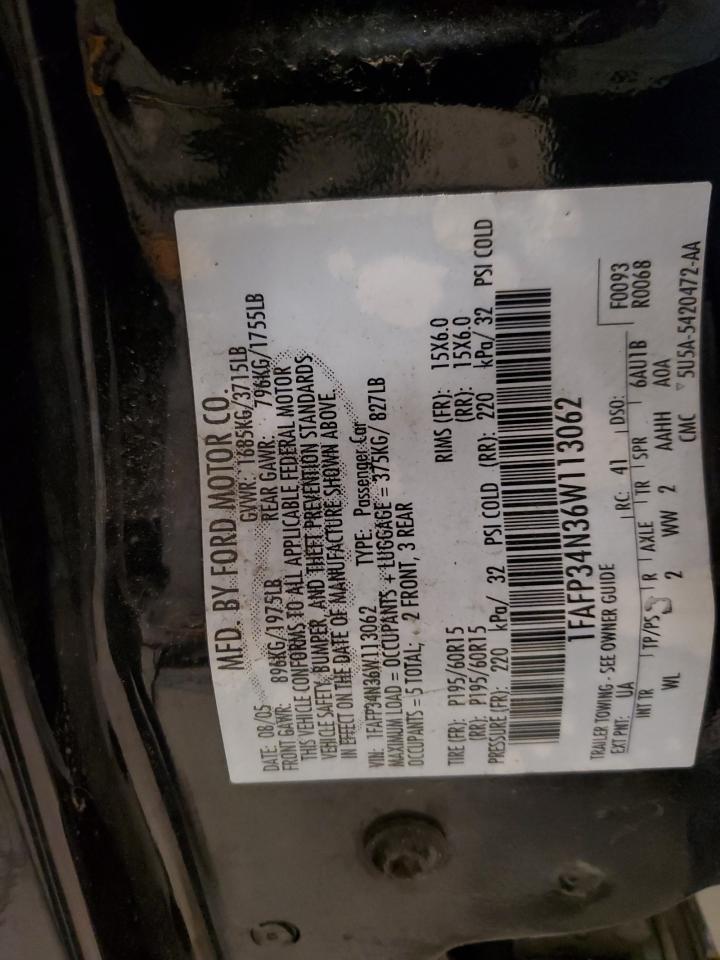 MFD. BY FORD MOTOR CO.
DATE: 08/05 GVWR: 1685KG/3715LB
FRONT GAWR: 896KG/1975LB REAR GAWR: 796KG/1755LB
THIS VEHICLE CONFORMS TO ALL APPLICABLE FEDERAL MOTOR
VEHICLE SAFETY, BUMPER, AND THEFT PREVENTION STANDARDS
IN EFFECT ON THE DATE OF MANUFACTURE SHOWN ABOVE.
VIN: 1FAFP34N36W113062 TYPE: Passenger Car
MAXIMUM LOAD = OCCUPANTS + LUGGAGE = 375KG/ 827LB
OCCUPANTS = 5 TOTAL; 2 FRONT, 3 REAR
TIRE (FR): P195/60R15 RIMS (FR): 15X6.0
(RR): P195/60R15 (RR): 15X6.0
PRESSURE (FR): 220 kPa/ 32 PSI COLD (RR): 220 kPa/ 32 PSI COLD
1FAFP34N36W113062
TRAILER TOWING - SEE OWNER GUIDE F0093
EXT PNT: UA RC: 41 DSO: R0068
INT TR TP/PS R AXLE TR SPR 6AU1B
WL 2 WW 2 AAHH A0A
CMC ▽5U5A-5420472-AA